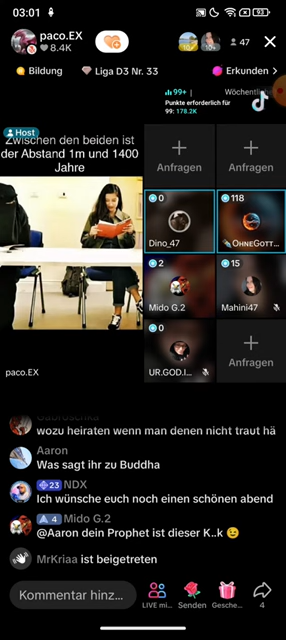 03:01
93
paco.EX
8.4K
10+
47
Bildung
Liga D3 Nr. 33
Erkunden >
99+
Punkte erforderlich für
99: 178.2K
TikTok
Host
Zwischen den beiden ist
der Abstand 1m und 1400
Jahre
Anfragen
Anfragen
0
Dino_47
118
OHNEGOTT...
2
Mido G.2
15
Mahini47
0
UR.GOD.I...
Anfragen
paco.EX
wozu heiraten wenn man denen nicht traut hä
Aaron
Was sagt ihr zu Buddha
23 NDX
Ich wünsche euch noch einen schönen abend
4 Mido G.2
@Aaron dein Prophet ist dieser K..k 😉
MrKriaa ist beigetreten
Kommentar hinz...
LIVE mi...
Senden
Gesche...
4